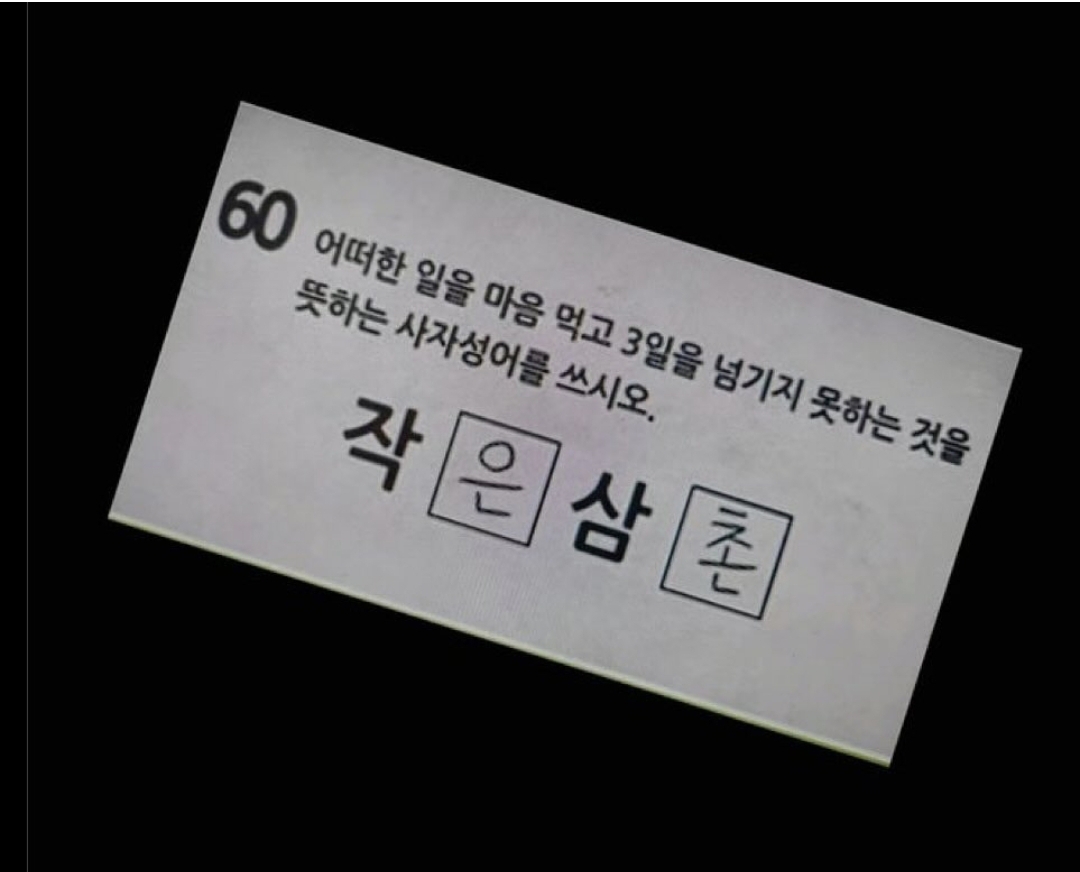 60 어떠한 일을 마음 먹고 3일을 넘기지 못하는 것을
뜻하는 사자성어를 쓰시오.
작 은 삼 촌